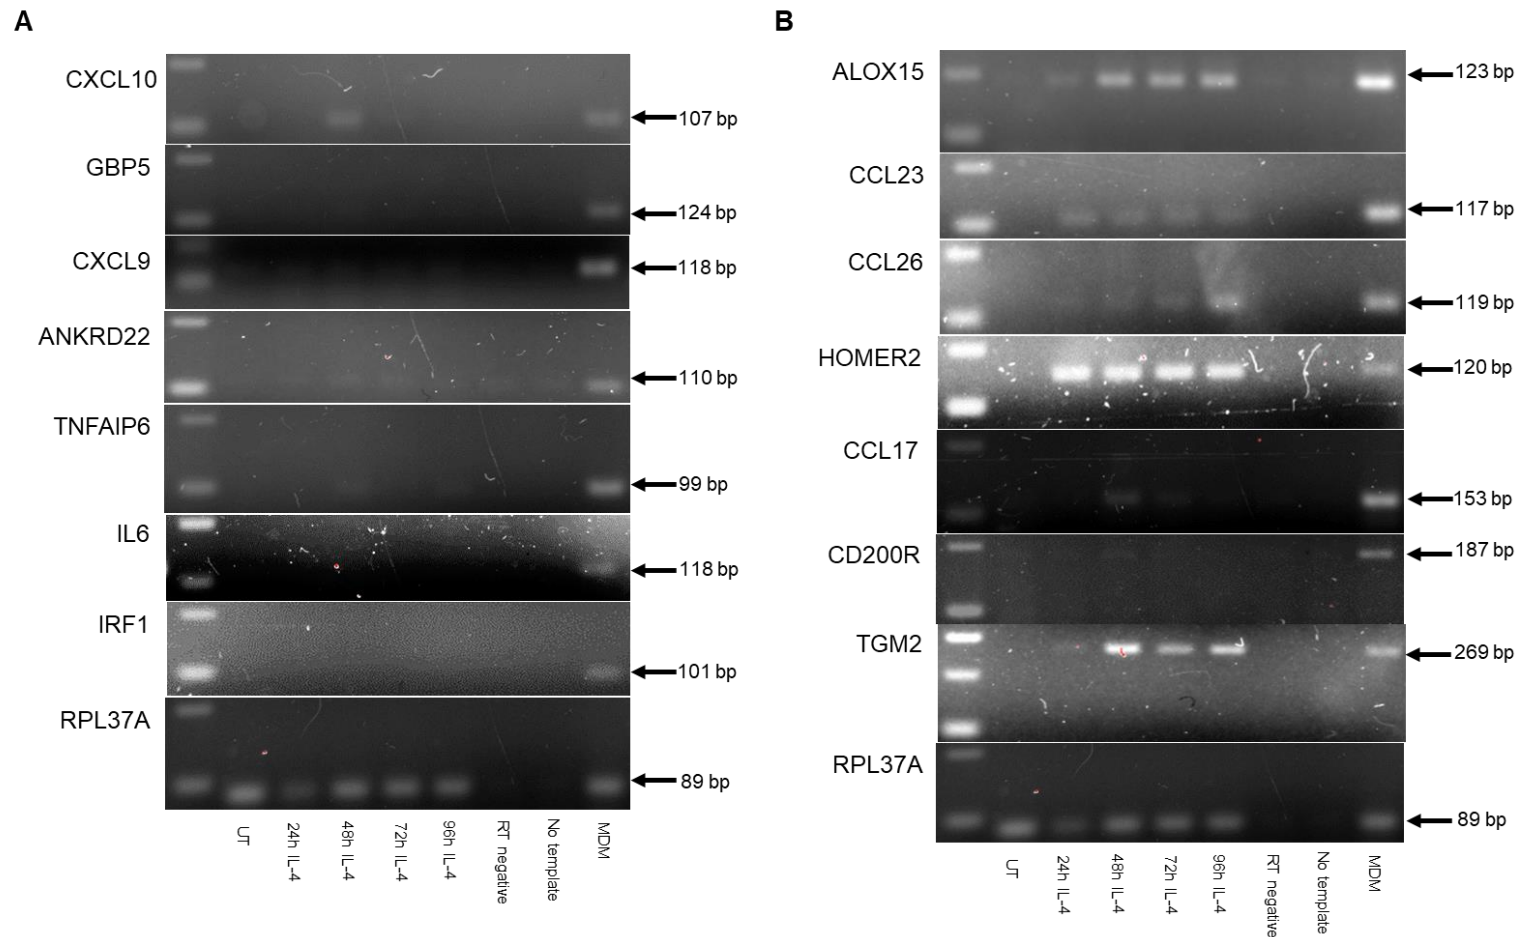 A
CXCL10
107 bp
GBP5
124 bp
CXCL9
118 bp
ANKRD22
110 bp
TNFAIP6
99 bp
IL6
118 bp
IRF1
101 bp
RPL37A
89 bp
UT
24h IL-4
48h IL-4
72h IL-4
96h IL-4
RT negative
No template
MDM
B
ALOX15
123 bp
CCL23
117 bp
CCL26
119 bp
HOMER2
120 bp
CCL17
153 bp
CD200R
187 bp
TGM2
269 bp
RPL37A
89 bp
UT
24h IL-4
48h IL-4
72h IL-4
96h IL-4
RT negative
No template
MDM